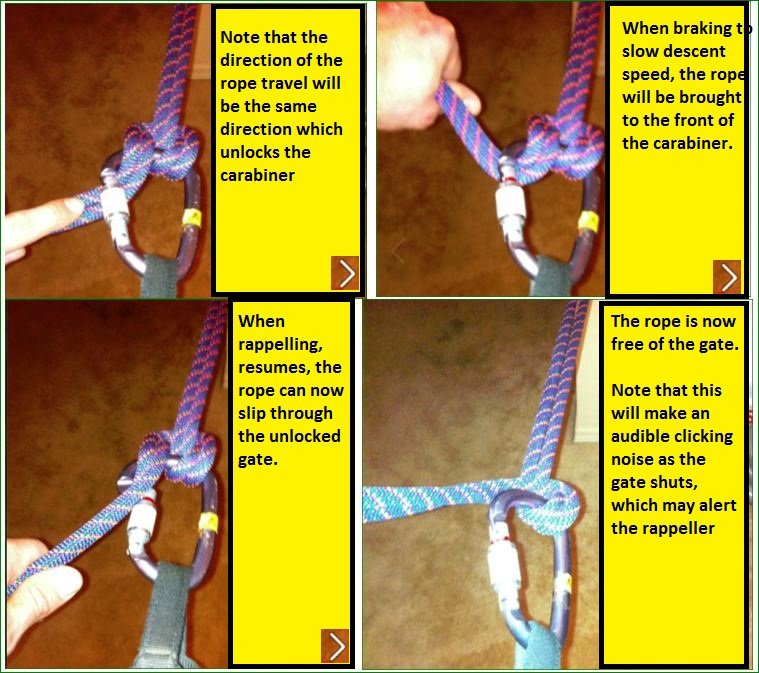 Note that the
direction of the
rope travel will
be the same
direction which
unlocks the
carabiner
When braking to
slow descent
speed, the rope
will be brought
to the front of
the carabiner.
When
rappelling,
resumes, the
rope can now
slip through
the unlocked
gate.
The rope is now
free of the gate.
Note that this
will make an
audible clicking
noise as the
gate shuts,
which may alert
the rappeller